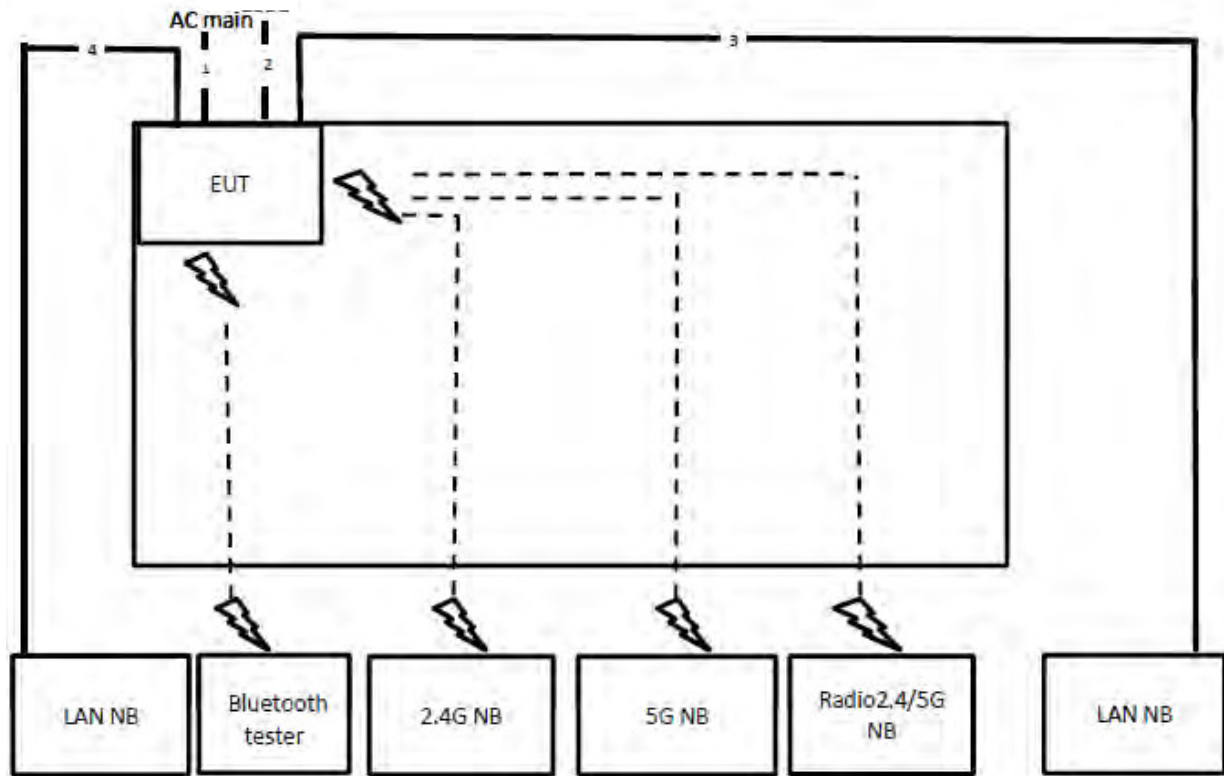 AC main
4
1
2
3
EUT
LAN NB
Bluetooth
tester
2.4G NB
5G NB
Radio2.4/5G
NB
LAN NB